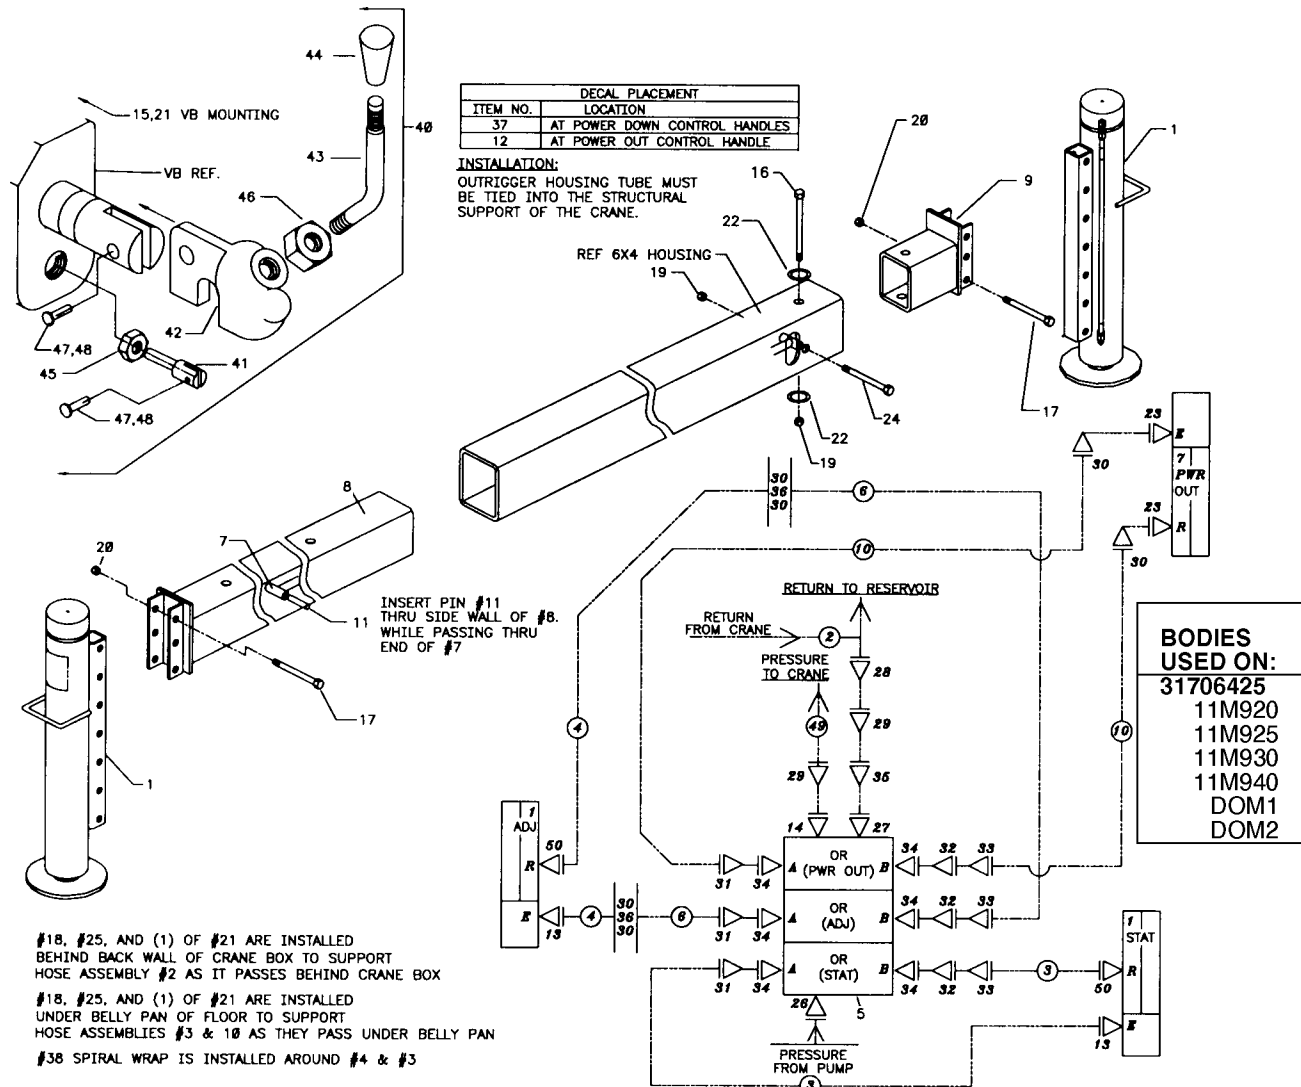 44
15,21 VB MOUNTING
40
43
VB REF.
46
42
47,48
45
41
47,48
DECAL PLACEMENT
ITEM NO. LOCATION
37 AT POWER DOWN CONTROL HANDLES
12 AT POWER OUT CONTROL HANDLE
INSTALLATION:
OUTRIGGER HOUSING TUBE MUST
BE TIED INTO THE STRUCTURAL
SUPPORT OF THE CRANE.
16
22
REF 6X4 HOUSING
19
24
22
19
20
1
9
17
8
7
20
11
INSERT PIN #11
THRU SIDE WALL OF #8.
WHILE PASSING THRU
END OF #7
17
1
30
36
30
6
10
23
E
30
7
PWR
OUT
23
R
30
RETURN TO RESERVOIR
RETURN
FROM CRANE
2
PRESSURE
TO CRANE
28
49
29
4
10
29
35
14
27
1
ADJ
50
R
E
13
4
30
36
30
6
31
34
A
OR
(PWR OUT)
B
34
32
33
31
34
A
OR
(ADJ)
B
34
32
33
31
34
A
OR
(STAT)
B
34
32
33
3
50
1
STAT
R
E
13
26
5
PRESSURE
FROM PUMP
3
BODIES
USED ON:
31706425
11M920
11M925
11M930
11M940
DOM1
DOM2
#18, #25, AND (1) OF #21 ARE INSTALLED
BEHIND BACK WALL OF CRANE BOX TO SUPPORT
HOSE ASSEMBLY #2 AS IT PASSES BEHIND CRANE BOX
#18, #25, AND (1) OF #21 ARE INSTALLED
UNDER BELLY PAN OF FLOOR TO SUPPORT
HOSE ASSEMBLIES #3 & 10 AS THEY PASS UNDER BELLY PAN
#38 SPIRAL WRAP IS INSTALLED AROUND #4 & #3